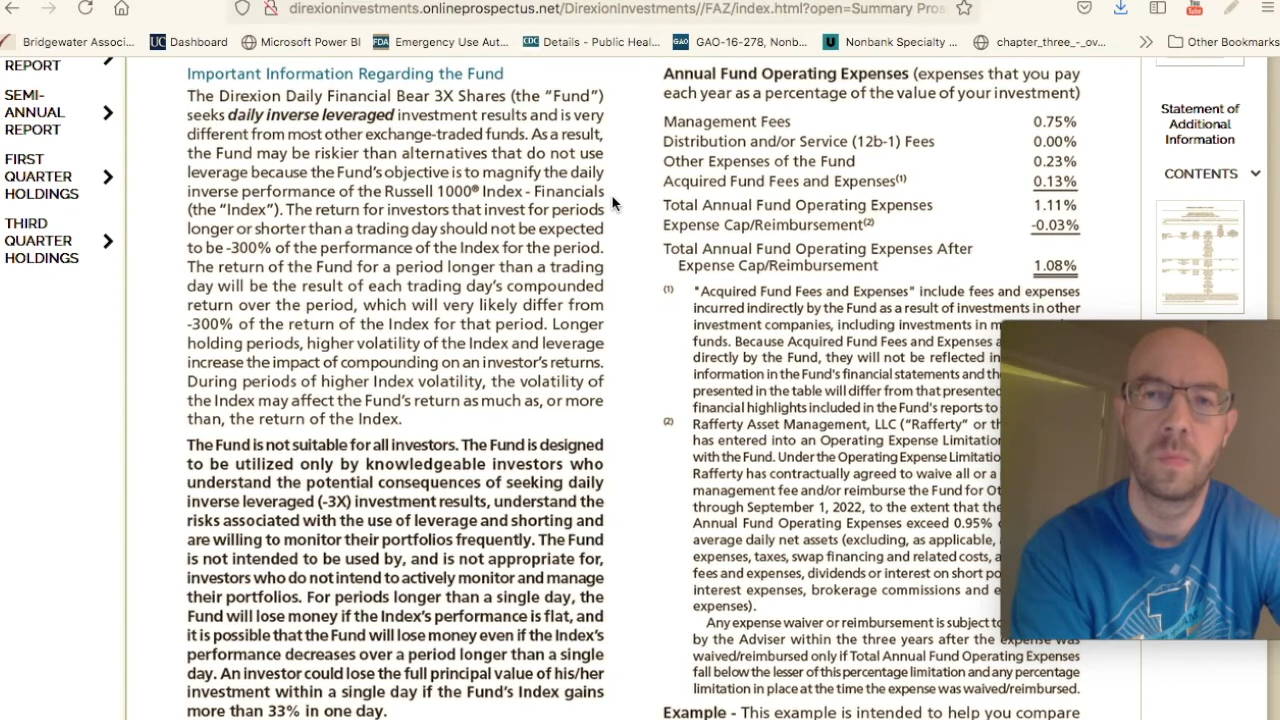 direxioninvestments.onlineprospectus.net/DirexionInvestments//FAZ/index.html?open=Summary Pros
Bridgewater Associ... Dashboard Microsoft Power BI Emergency Use Aut... Details - Public Heal... GAO-16-278, Nonb... Nonbank Specialty ... chapter_three_-_ov... Other Bookmarks
REPORT
SEMI-
ANNUAL
REPORT
FIRST
QUARTER
HOLDINGS
THIRD
QUARTER
HOLDINGS
Important Information Regarding the Fund
The Direxion Daily Financial Bear 3X Shares (the “Fund”)
seeks daily inverse leveraged investment results and is very
different from most other exchange-traded funds. As a result,
the Fund may be riskier than alternatives that do not use
leverage because the Fund’s objective is to magnify the daily
inverse performance of the Russell 1000® Index - Financials
(the “Index”). The return for investors that invest for periods
longer or shorter than a trading day should not be expected
to be -300% of the performance of the Index for the period.
The return of the Fund for a period longer than a trading
day will be the result of each trading day’s compounded
return over the period, which will very likely differ from
-300% of the return of the Index for that period. Longer
holding periods, higher volatility of the Index and leverage
increase the impact of compounding on an investor’s returns.
During periods of higher Index volatility, the volatility of
the Index may affect the Fund’s return as much as, or more
than, the return of the Index.
The Fund is not suitable for all investors. The Fund is designed
to be utilized only by knowledgeable investors who
understand the potential consequences of seeking daily
inverse leveraged (-3X) investment results, understand the
risks associated with the use of leverage and shorting and
are willing to monitor their portfolios frequently. The Fund
is not intended to be used by, and is not appropriate for,
investors who do not intend to actively monitor and manage
their portfolios. For periods longer than a single day, the
Fund will lose money if the Index’s performance is flat, and
it is possible that the Fund will lose money even if the Index’s
performance decreases over a period longer than a single
day. An investor could lose the full principal value of his/her
investment within a single day if the Fund’s Index gains
more than 33% in one day.
Annual Fund Operating Expenses (expenses that you pay
each year as a percentage of the value of your investment)
Management Fees 0.75%
Distribution and/or Service (12b-1) Fees 0.00%
Other Expenses of the Fund 0.23%
Acquired Fund Fees and Expenses(1) 0.13%
Total Annual Fund Operating Expenses 1.11%
Expense Cap/Reimbursement(2) -0.03%
Total Annual Fund Operating Expenses After
Expense Cap/Reimbursement 1.08%
(1) "Acquired Fund Fees and Expenses" include fees and expenses
incurred indirectly by the Fund as a result of investments in other
investment companies, including investments in m
funds. Because Acquired Fund Fees and Expenses a
directly by the Fund, they will not be reflected in
information in the Fund's financial statements and the
presented in the table will differ from that presented
financial highlights included in the Fund's reports to
(2) Rafferty Asset Management, LLC ("Rafferty" or th
has entered into an Operating Expense Limitation
with the Fund. Under the Operating Expense Limitatio
Rafferty has contractually agreed to waive all or a
management fee and/or reimburse the Fund for Ot
through September 1, 2022, to the extent that the
Annual Fund Operating Expenses exceed 0.95% o
average daily net assets (excluding, as applicable,
expenses, taxes, swap financing and related costs, a
fees and expenses, dividends or interest on short po
interest expenses, brokerage commissions and e
expenses).
Any expense waiver or reimbursement is subject to
by the Adviser within the three years after the expense was
waived/reimbursed only if Total Annual Fund Operating Expenses
fall below the lesser of this percentage limitation and any percentage
limitation in place at the time the expense was waived/reimbursed.
Example - This example is intended to help you compare
Statement of
Additional
Information
CONTENTS